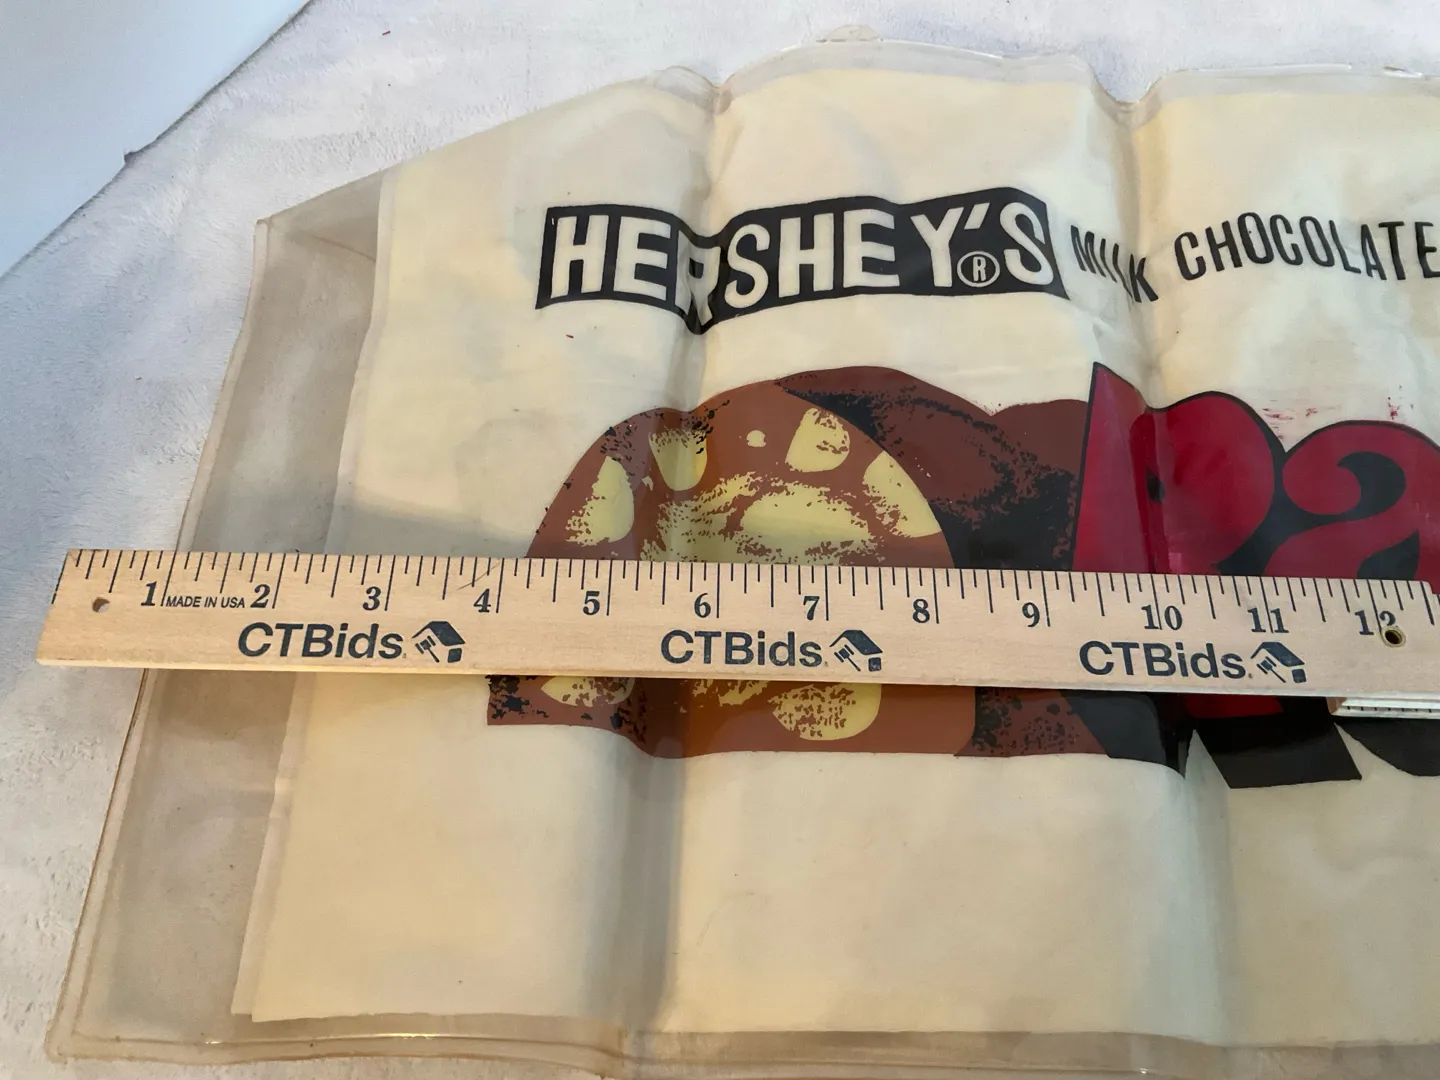 HERSHEY'S® MILK CHOCOLATE
Ra
1 MADE IN USA 2 3 4 5 6 7 8 9 10 11 12
CTBids. CTBids. CTBids.